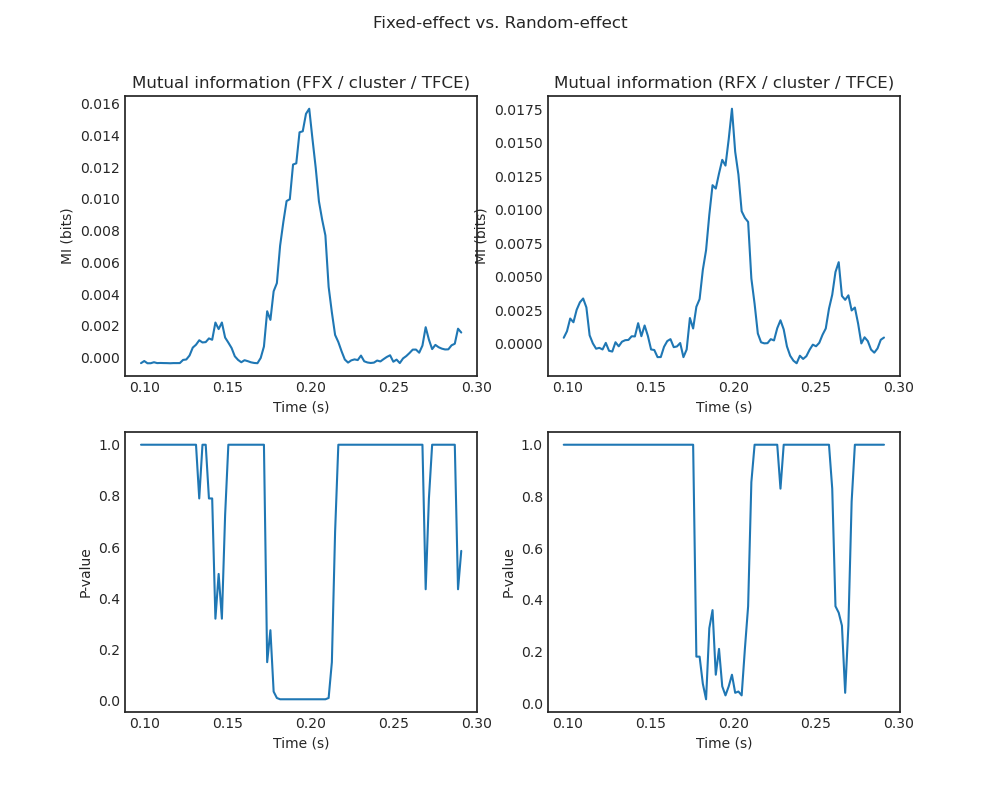 Fixed-effect vs. Random-effect
Mutual information (FFX / cluster / TFCE)
0.016
0.014
0.012
0.010
0.008
0.006
0.004
0.002
0.000
MI (bits)
0.10 0.15 0.20 0.25 0.30
Time (s)
Mutual information (RFX / cluster / TFCE)
0.0175
0.0150
0.0125
0.0100
0.0075
0.0050
0.0025
0.0000
MI (bits)
0.10 0.15 0.20 0.25 0.30
Time (s)
1.0
0.8
0.6
0.4
0.2
0.0
P-value
0.10 0.15 0.20 0.25 0.30
Time (s)
1.0
0.8
0.6
0.4
0.2
0.0
P-value
0.10 0.15 0.20 0.25 0.30
Time (s)